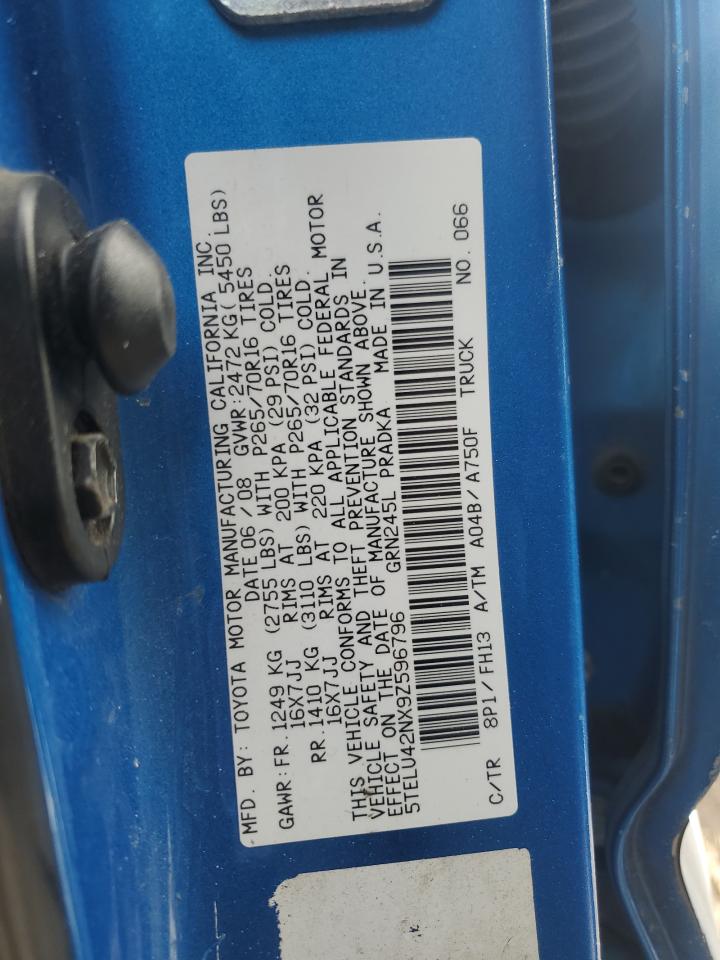 MFD. BY: TOYOTA MOTOR MANUFACTURING CALIFORNIA INC.
DATE 06 / 08 GVWR:2472 KG( 5450 LBS)
GAWR:FR. 1249 KG (2755 LBS) WITH P265/70R16 TIRES
16X7JJ RIMS AT 200 KPA (29 PSI) COLD.
RR. 1410 KG (3110 LBS) WITH P265/70R16 TIRES
16X7JJ RIMS AT 220 KPA (32 PSI) COLD.
THIS VEHICLE CONFORMS TO ALL APPLICABLE FEDERAL MOTOR
VEHICLE SAFETY AND THEFT PREVENTION STANDARDS IN
EFFECT ON THE DATE OF MANUFACTURE SHOWN ABOVE.
5TELU42NX9Z596796 GRN245L PRADKA MADE IN U.S.A.
C/TR 8P1/FH13 A/TM A04B/A750F TRUCK NO. 066